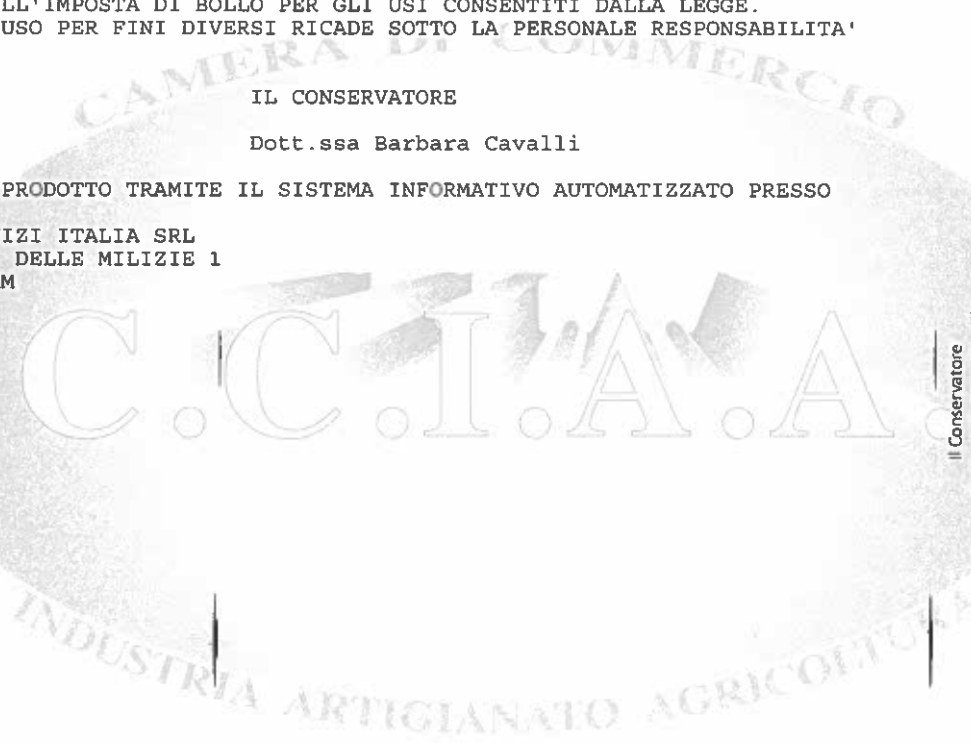 LL'IMPOSTA DI BOLLO PER GLI USI CONSENTITI DALLA LEGGE.
USO PER FINI DIVERSI RICADE SOTTO LA PERSONALE RESPONSABILITA'
CAMERA DI COMMERCIO
IL CONSERVATORE
Dott.ssa Barbara Cavalli
PRODOTTO TRAMITE IL SISTEMA INFORMATIVO AUTOMATIZZATO PRESSO
IZI ITALIA SRL
DELLE MILIZIE 1
M
C.C.I.A.A.
Il Conservatore
INDUSTRIA ARTIGIANATO AGRICOLTURA